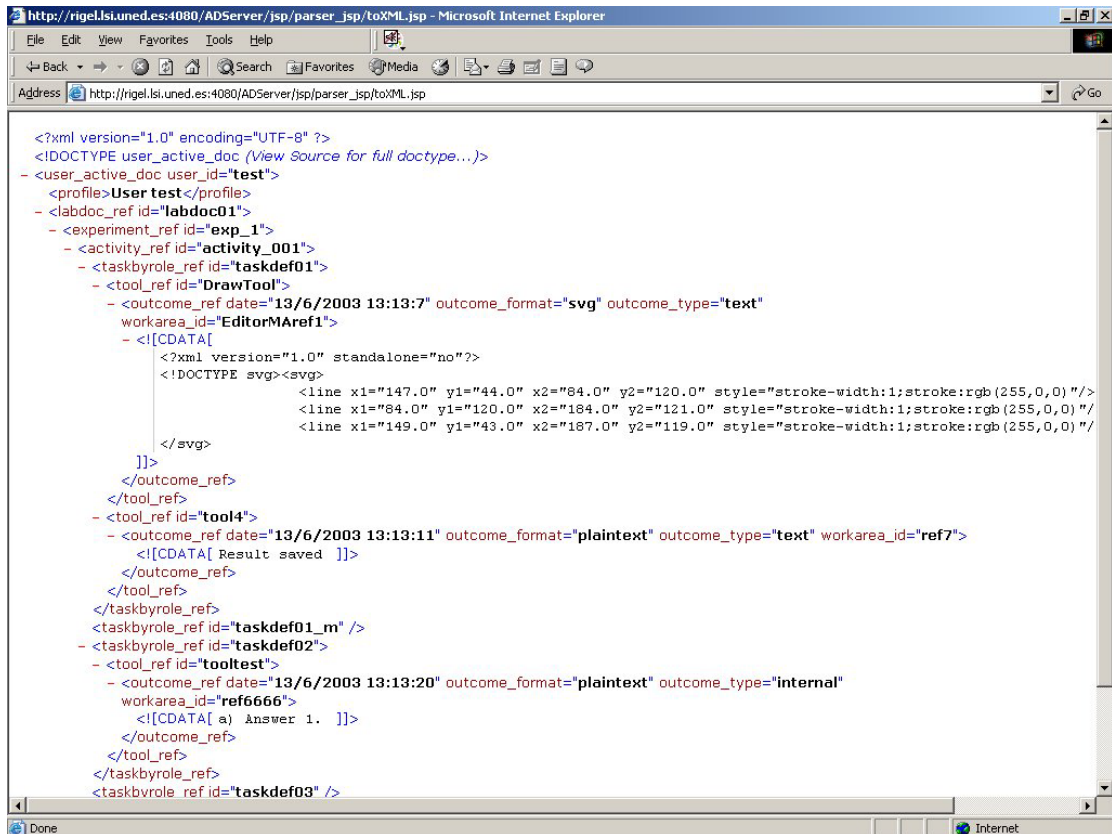 http://rigel.lsi.uned.es:4080/ADServer/jsp/parser_jsp/toXML.jsp - Microsoft Internet Explorer
File Edit View Favorites Tools Help
Back Search Favorites Media
Address http://rigel.lsi.uned.es:4080/ADServer/jsp/parser_jsp/toXML.jsp Go
<?xml version="1.0" encoding="UTF-8" ?>
<!DOCTYPE user_active_doc (View Source for full doctype...)>
- <user_active_doc user_id="test">
<profile>User test</profile>
- <labdoc_ref id="labdoc01">
- <experiment_ref id="exp_1">
- <activity_ref id="activity_001">
- <taskbyrole_ref id="taskdef01">
- <tool_ref id="DrawTool">
- <outcome_ref date="13/6/2003 13:13:7" outcome_format="svg" outcome_type="text"
workarea_id="EditorMAref1">
- <![CDATA[
<?xml version="1.0" standalone="no"?>
<!DOCTYPE svg><svg>
<line x1="147.0" y1="44.0" x2="84.0" y2="120.0" style="stroke-width:1;stroke:rgb(255,0,0)"/>
<line x1="84.0" y1="120.0" x2="184.0" y2="121.0" style="stroke-width:1;stroke:rgb(255,0,0)"/
<line x1="149.0" y1="43.0" x2="187.0" y2="119.0" style="stroke-width:1;stroke:rgb(255,0,0)"/
</svg>
]]>
</outcome_ref>
</tool_ref>
- <tool_ref id="tool4">
- <outcome_ref date="13/6/2003 13:13:11" outcome_format="plaintext" outcome_type="text" workarea_id="ref7">
<![CDATA[ Result saved ]]>
</outcome_ref>
</tool_ref>
</taskbyrole_ref>
<taskbyrole_ref id="taskdef01_m" />
- <taskbyrole_ref id="taskdef02">
- <tool_ref id="tooltest">
- <outcome_ref date="13/6/2003 13:13:20" outcome_format="plaintext" outcome_type="internal"
workarea_id="ref6666">
<![CDATA[ a) Answer 1. ]]>
</outcome_ref>
</tool_ref>
</taskbyrole_ref>
<taskbyrole_ref id="taskdef03" />
Done Internet